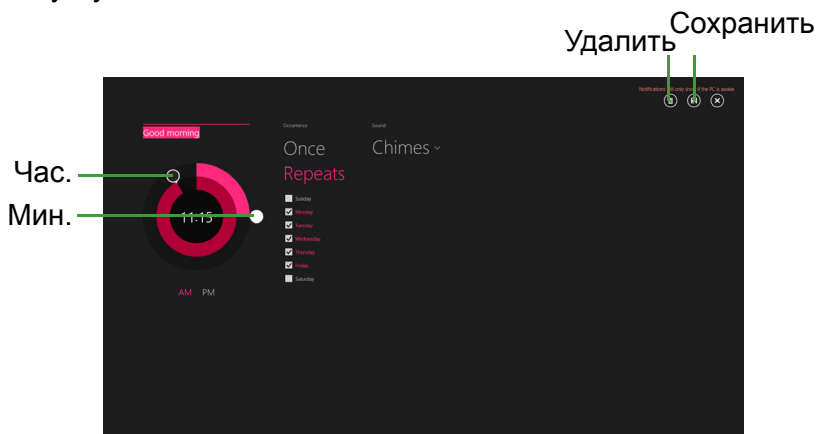 Удалить
Сохранить
Notifications will only show if the PC is awake.
Good morning
Occurrence
Sound
Once
Chimes
Repeats
Час.
Мин.
11:15
Sunday
Monday
Tuesday
Wednesday
Thursday
Friday
Saturday
AM PM